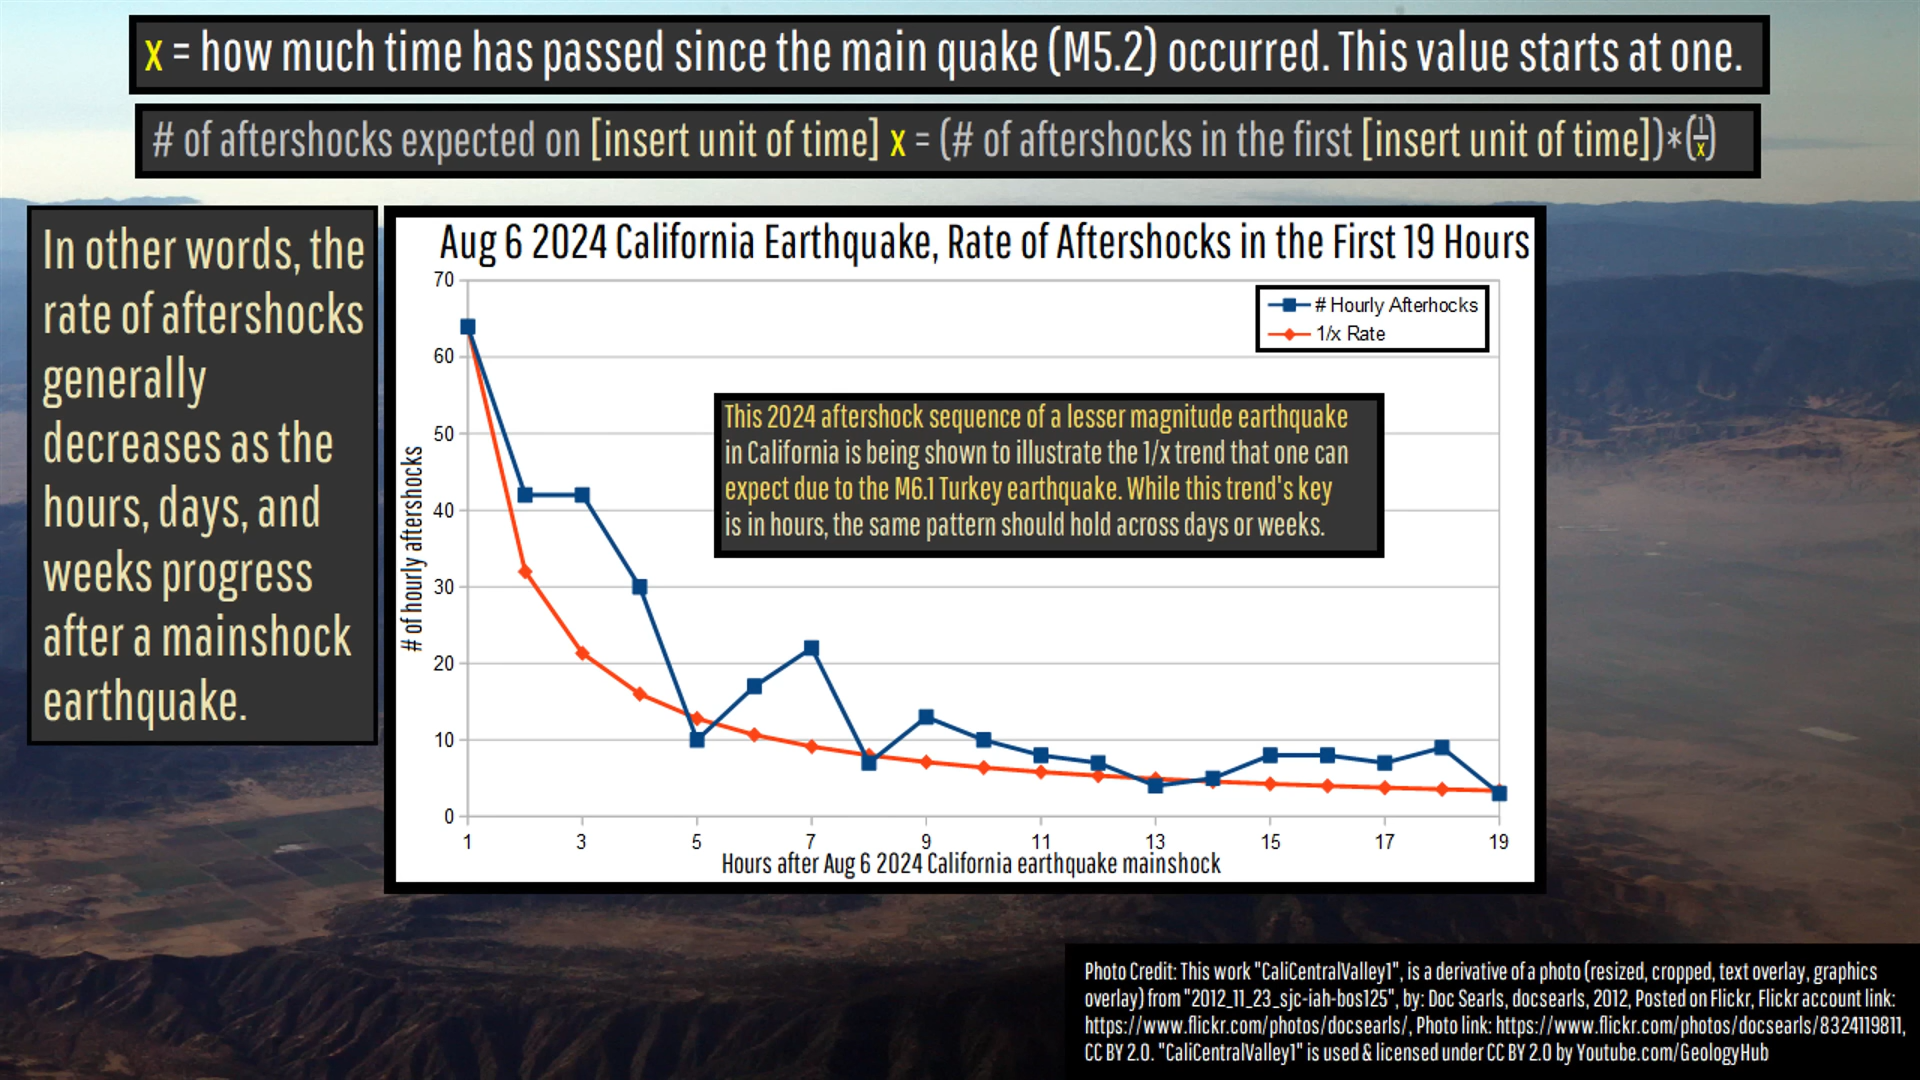 x = how much time has passed since the main quake (M5.2) occurred. This value starts at one.
# of aftershocks expected on [insert unit of time] x = (# of aftershocks in the first [insert unit of time])*(1/x)
In other words, the
rate of aftershocks
generally
decreases as the
hours, days, and
weeks progress
after a mainshock
earthquake.
Aug 6 2024 California Earthquake, Rate of Aftershocks in the First 19 Hours
# Hourly Afterhocks
1/x Rate
This 2024 aftershock sequence of a lesser magnitude earthquake
in California is being shown to illustrate the 1/x trend that one can
expect due to the M6.1 Turkey earthquake. While this trend's key
is in hours, the same pattern should hold across days or weeks.
# of hourly aftershocks
70
60
50
40
30
20
10
0
1 3 5 7 9 11 13 15 17 19
Hours after Aug 6 2024 California earthquake mainshock
Photo Credit: This work "CaliCentralValley1", is a derivative of a photo (resized, cropped, text overlay, graphics
overlay) from "2012_11_23_sjc-iah-bos125", by: Doc Searls, docsearls, 2012, Posted on Flickr, Flickr account link:
https://www.flickr.com/photos/docsearls/, Photo link: https://www.flickr.com/photos/docsearls/8324119811,
CC BY 2.0. "CaliCentralValley1" is used & licensed under CC BY 2.0 by Youtube.com/GeologyHub